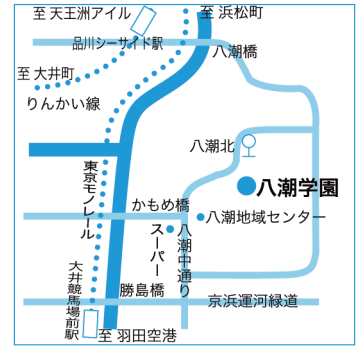 至 天王洲アイル
至 浜松町
品川シーサイド駅
八潮橋
至 大井町
りんかい線
八潮北
東京モノレール
八潮学園
かもめ橋
八潮地域センター
スーパー
八潮中通り
大井競馬場前駅
勝島橋
京浜運河緑道
至 羽田空港